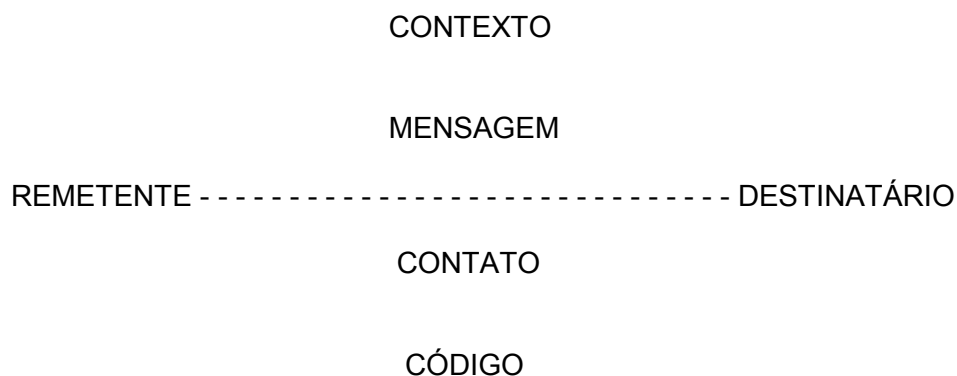 CONTEXTO
MENSAGEM
REMETENTE - - - - - - - - - - - - - - - - - - - - - - - - - - - - - - DESTINATÁRIO
CONTATO
CÓDIGO